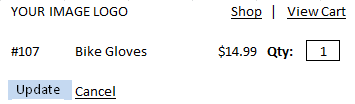 YOUR IMAGE LOGO Shop | View Cart
#107 Bike Gloves $14.99 Qty: 1
Update Cancel